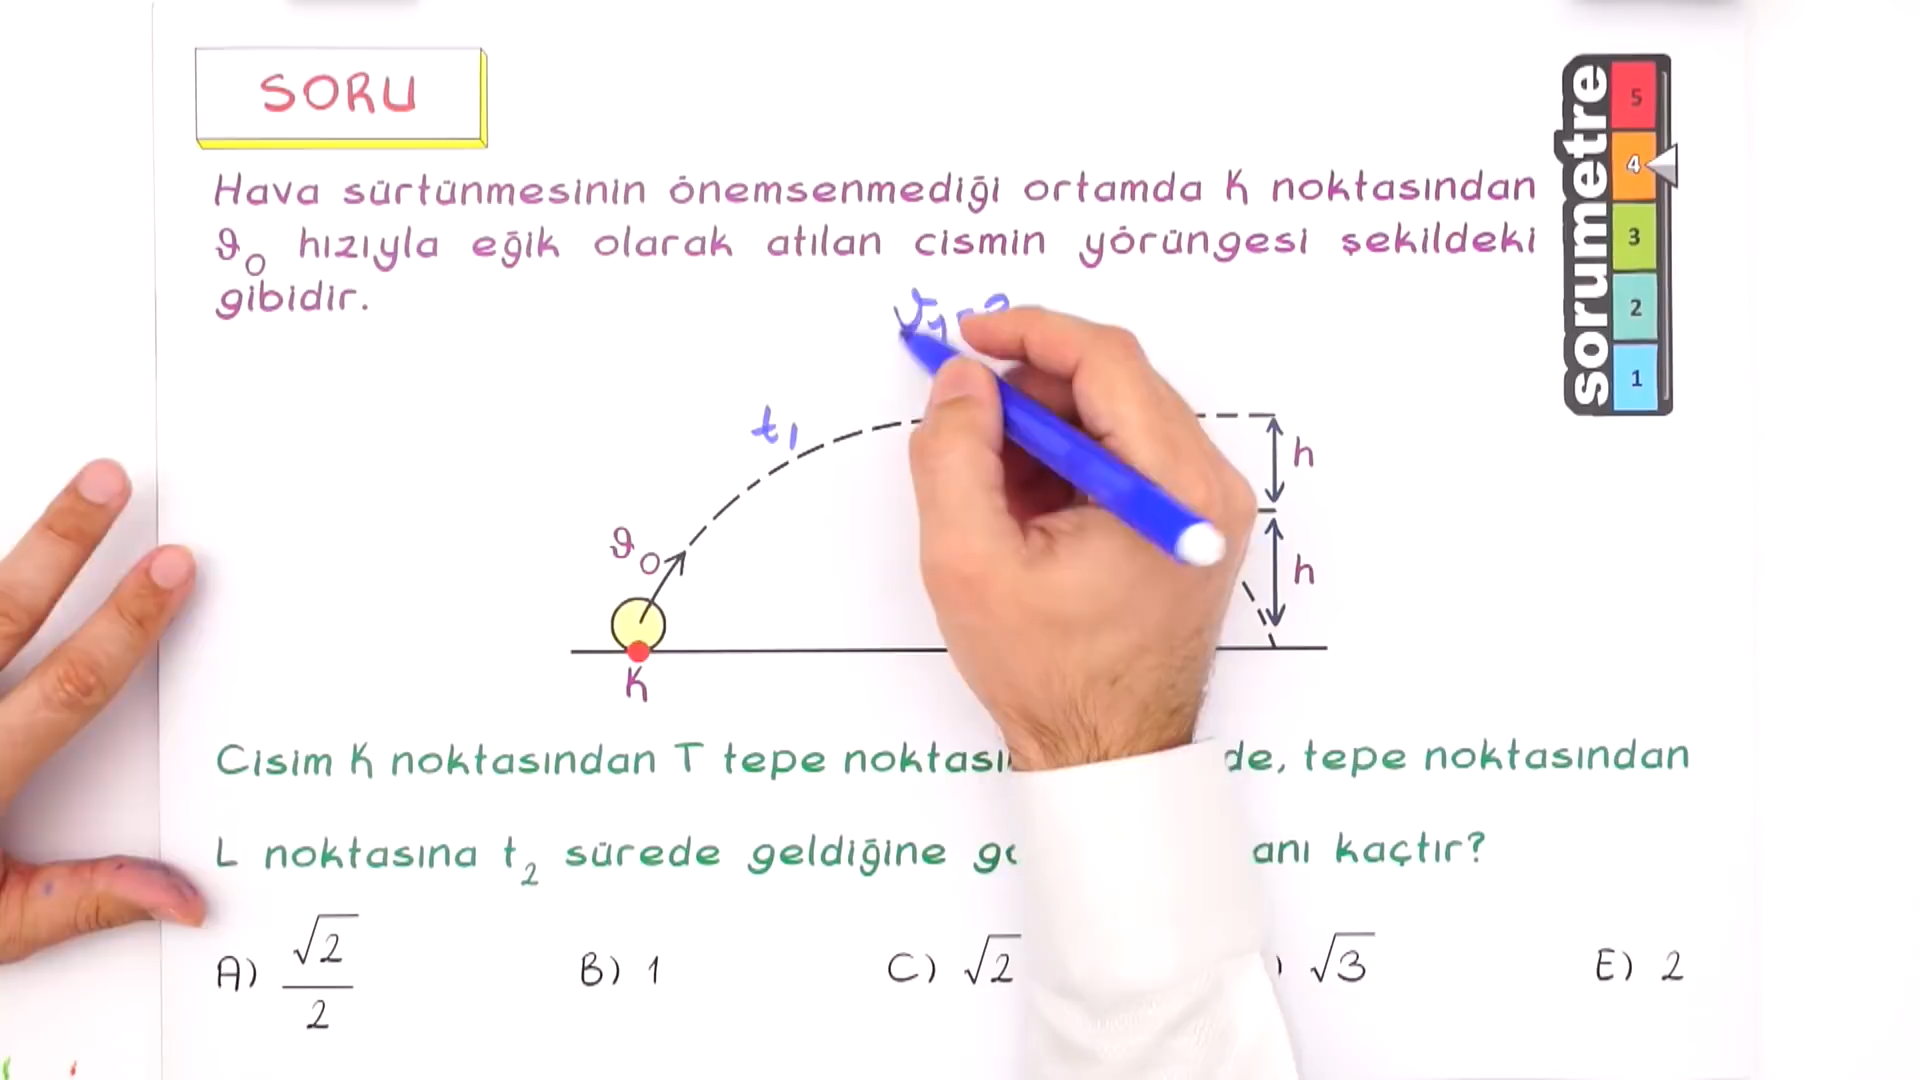 SORU
Hava sürtünmesinin önemsenmediği ortamda K noktasından
ϑ₀ hızıyla eğik olarak atılan cismin yörüngesi şekildeki
gibidir.
sorumetre
5
4
3
2
1
t₁
h
ϑ₀
h
K
Cisim K noktasından T tepe
de, tepe noktasından
L noktasına t₂ sürede geldiğine
kaçtır?
A) √2/2
B) 1
C) √2
) √3
E) 2